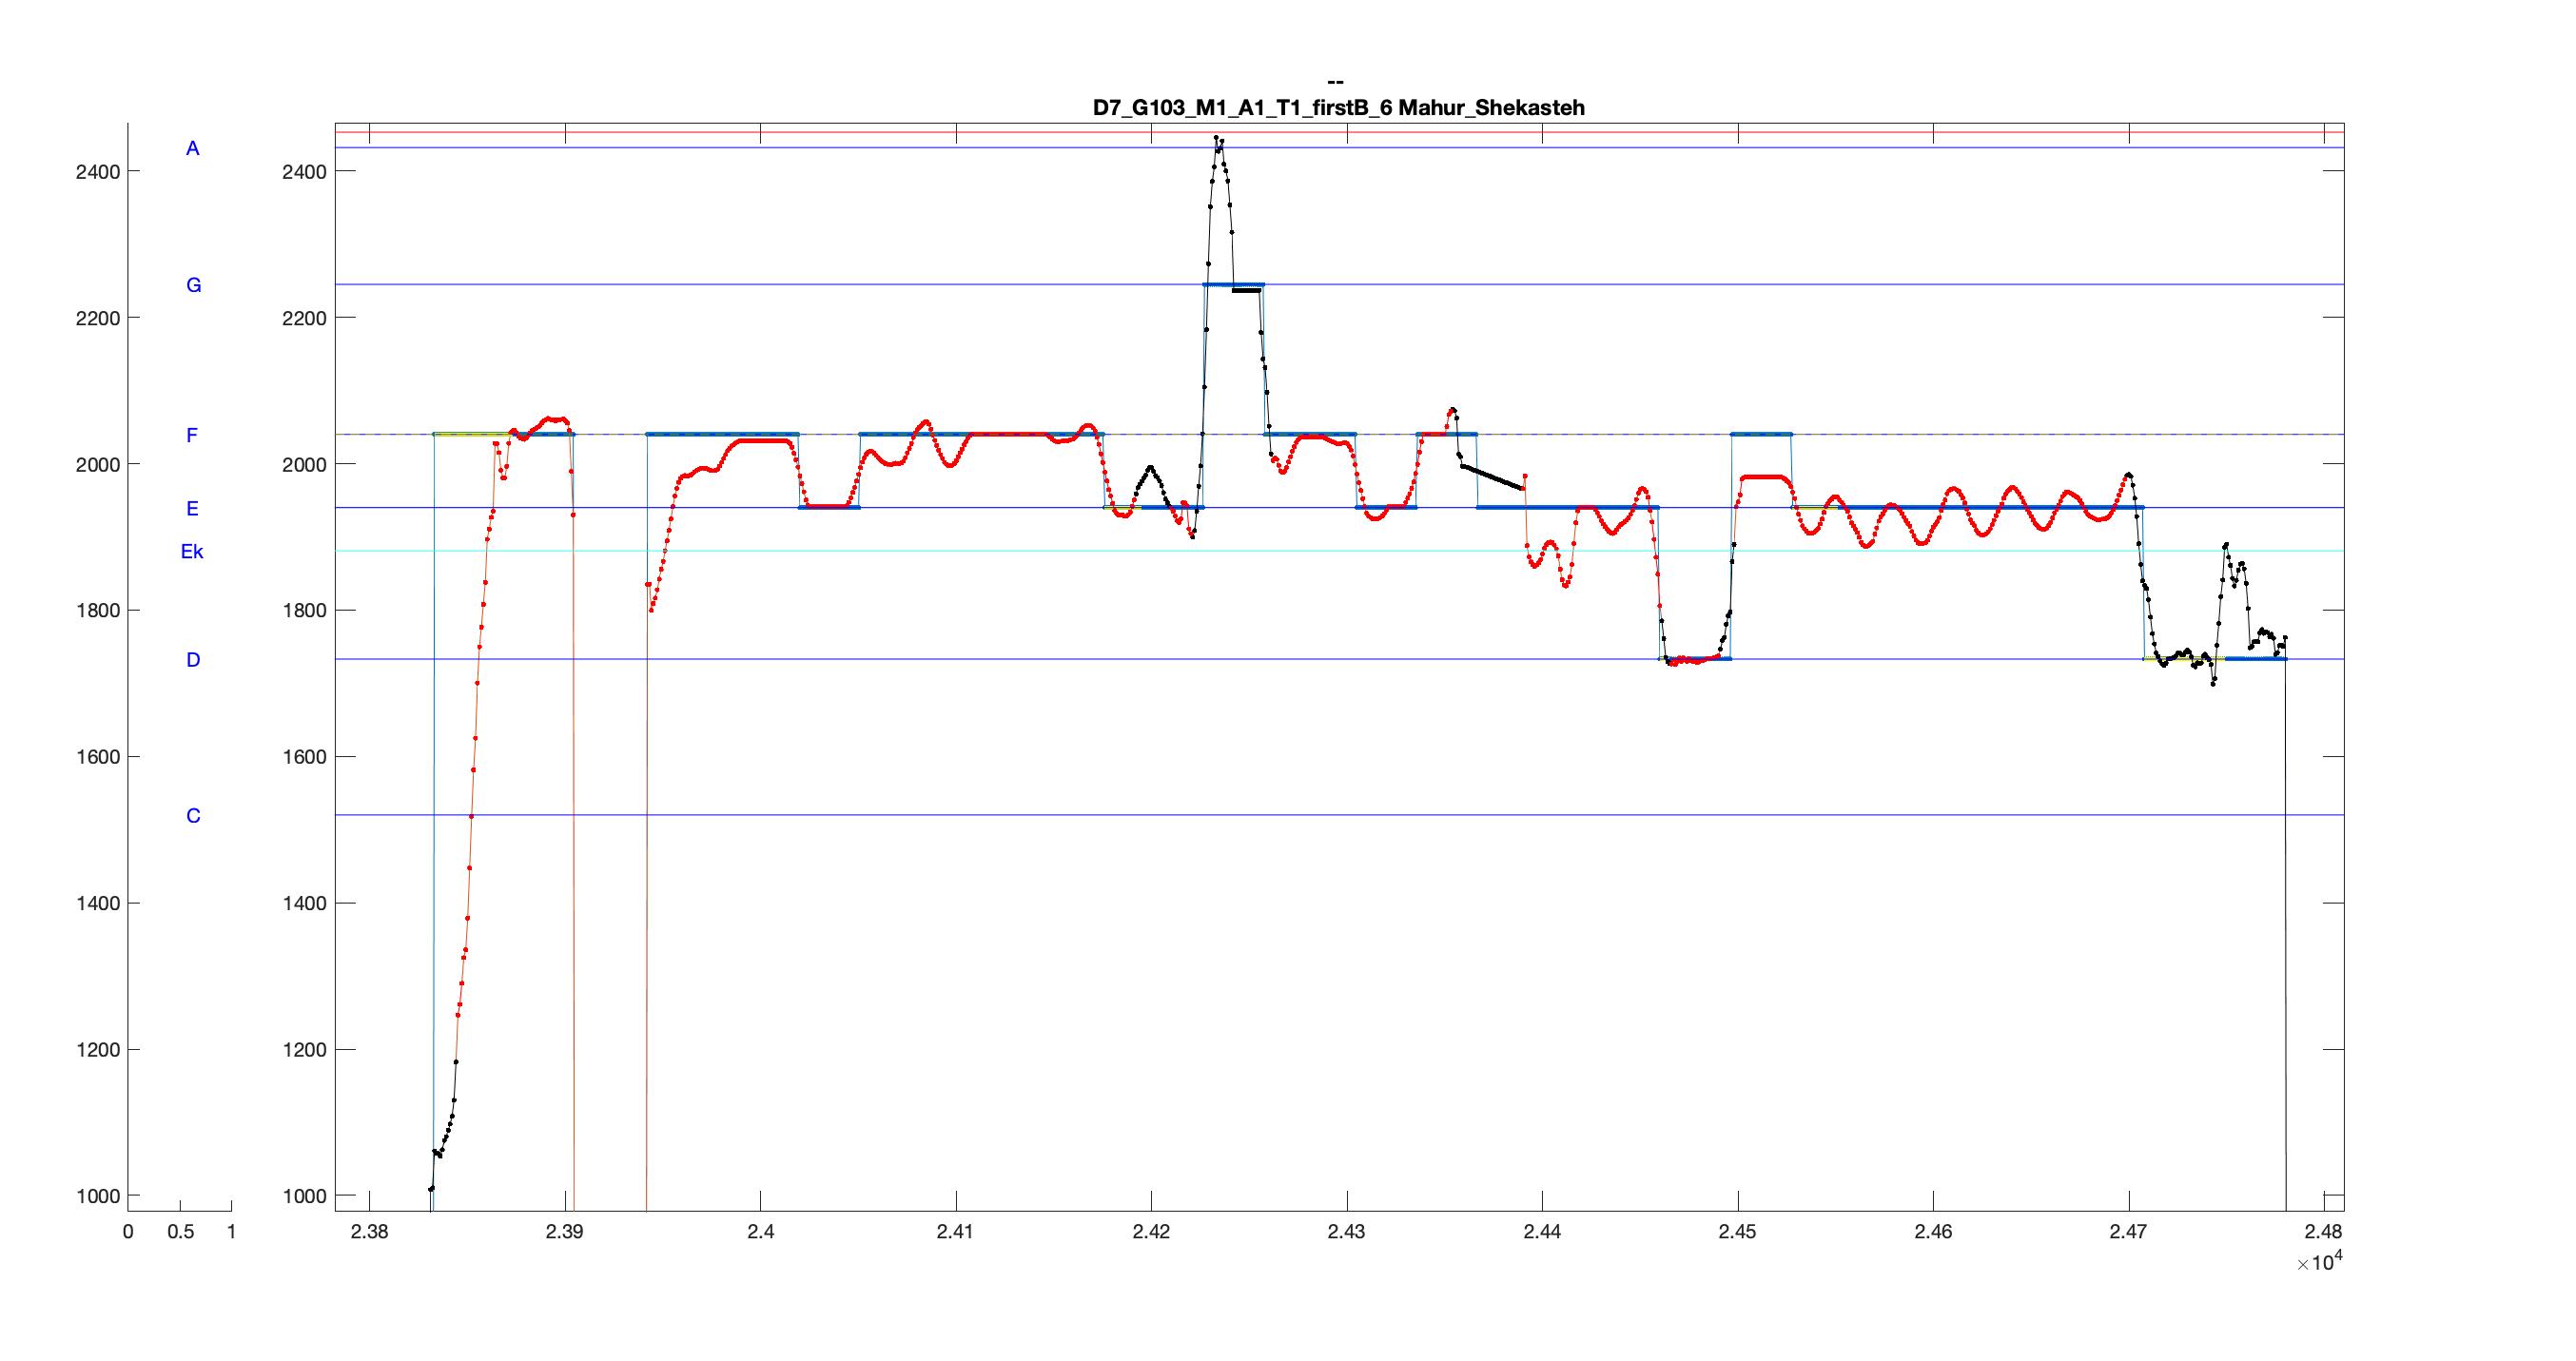 --
D7_G103_M1_A1_T1_firstB_6 Mahur_Shekasteh
A
2400 2400
G
2200 2200
F
2000 2000
E
Ek
1800 1800
D
1600 1600
C
1400 1400
1200 1200
1000 1000
0 0.5 1 2.38 2.39 2.4 2.41 2.42 2.43 2.44 2.45 2.46 2.47 2.48
×10⁴